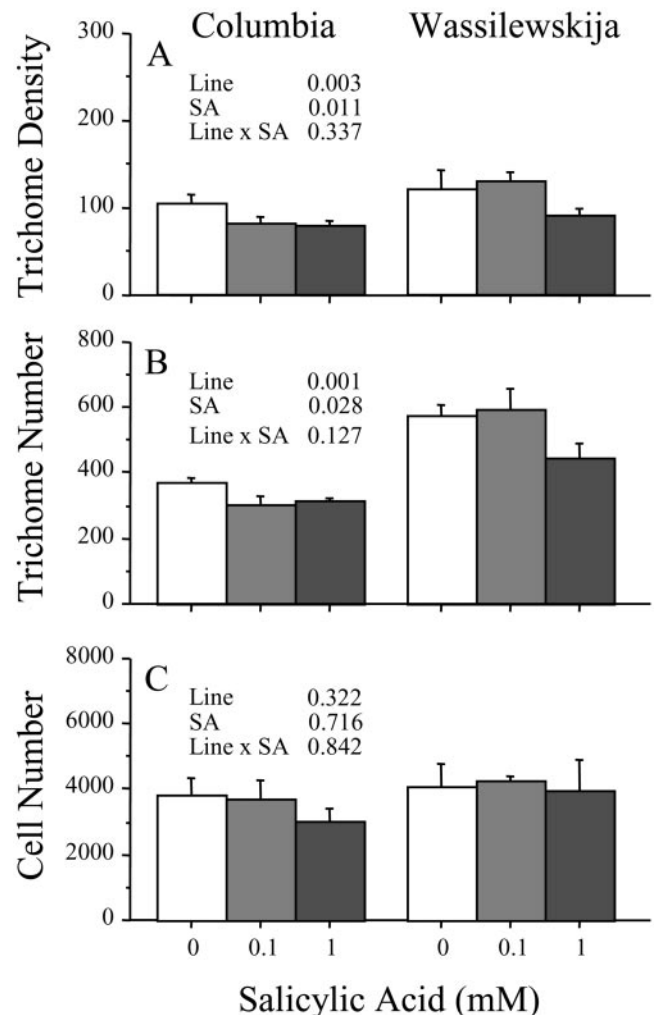 Columbia Wassilewskija
A
Line 0.003
SA 0.011
Line x SA 0.337
Trichome Density
300
200
100
0
B
Line 0.001
SA 0.028
Line x SA 0.127
Trichome Number
800
600
400
200
0
C
Line 0.322
SA 0.716
Line x SA 0.842
Cell Number
8000
6000
4000
2000
0
0 0.1 1 0 0.1 1
Salicylic Acid (mM)